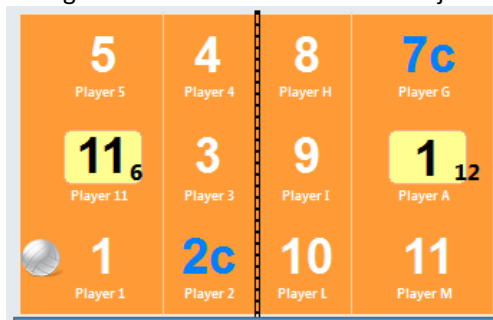 5 4 8 7c
Player 5 Player 4 Player H Player G
11 6 3 9 1 12
Player 11 Player 3 Player I Player A
1 2c 10 11
Player 1 Player 2 Player L Player M